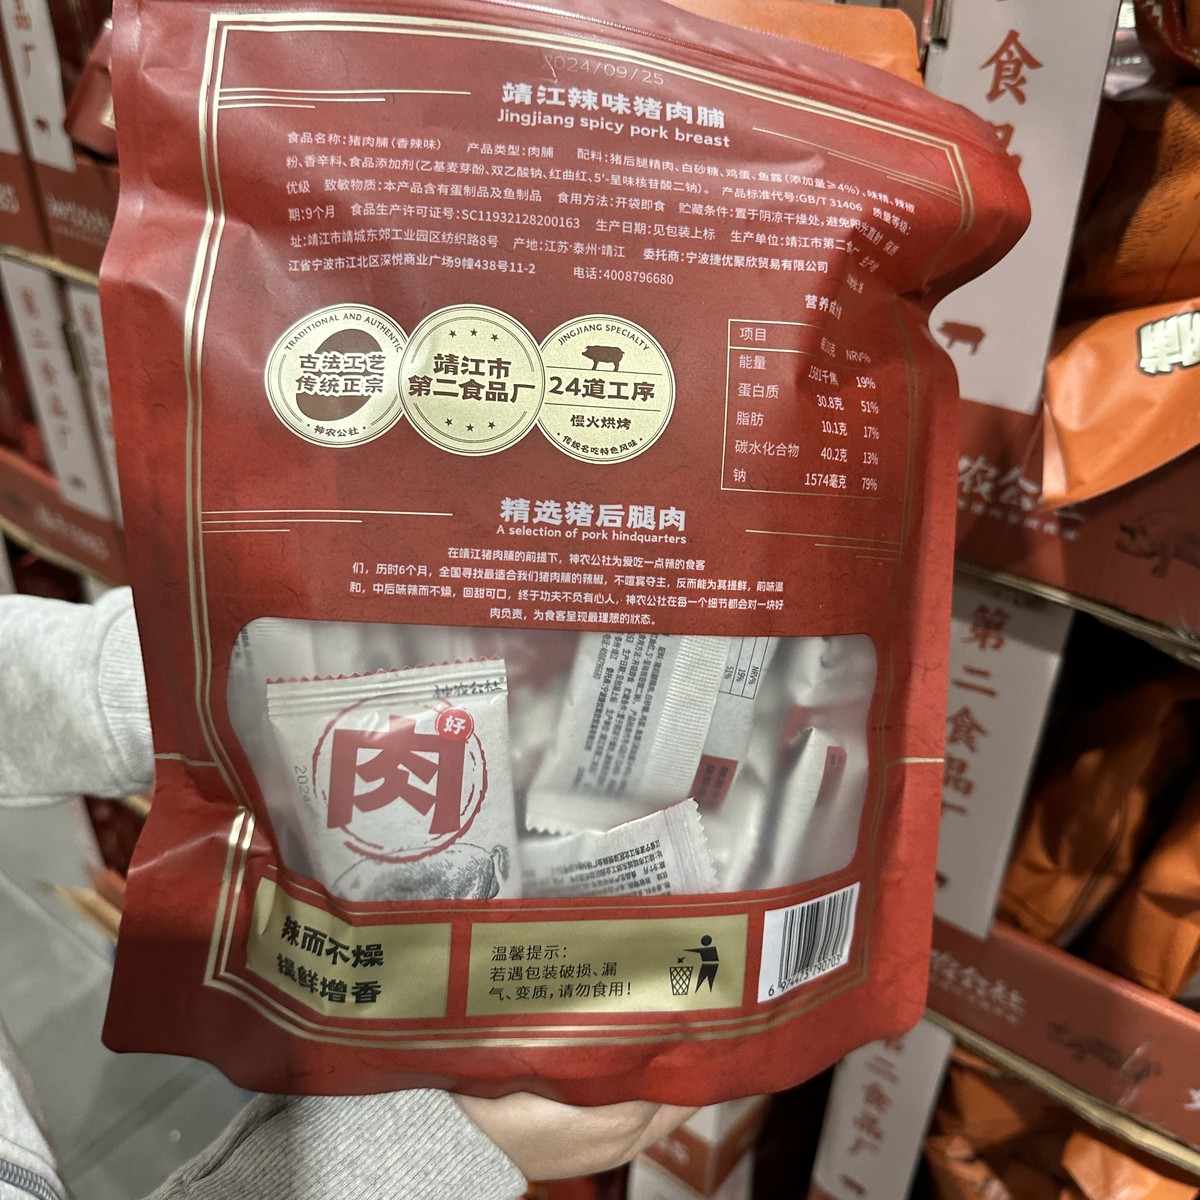 2024/09/25
靖江辣味猪肉脯
Jingjiang spicy pork breast
食品名称:猪肉脯(香辣味) 产品类型:肉脯 配料:猪后腿精肉、白砂糖、鸡蛋、鱼露(添加量≥4%)、味精、辣椒
粉、香辛料、食品添加剂(乙基麦芽酚、双乙酸钠、红曲红、5'-呈味核苷酸二钠)。 产品标准代号:GB/T 31406 质量等级:
优级 致敏物质:本产品含有蛋制品及鱼制品 食用方法:开袋即食 贮藏条件:置于阴凉干燥处,避免阳光直射 保质
期:9个月 食品生产许可证号:SC11932128200163 生产日期:见包装上标 生产单位:靖江市第二食
址:靖江市靖城东郊工业园区纺织路8号 产地:江苏·泰州·靖江 委托商:宁波捷优聚欣贸易有限公司
江省宁波市江北区深悦商业广场9幢438号11-2 电话:4008796680
TRADITIONAL AND AUTHENTIC
古法工艺
传统正宗
·神农公社·
靖江市
第二食品厂
JINGJIANG SPECIALTY
24道工序
慢火烘烤
·传统名吃特色风味·
营养成
项目 NRV%
能量 19%
蛋白质 30.8克 51%
脂肪 10.1克 17%
碳水化合物 40.2克 13%
钠 1574毫克 79%
精选猪后腿肉
A selection of pork hindquarters
在靖江猪肉脯的前提下，神农公社为爱吃一点辣的食客
们，历时6个月，全国寻找最适合我们猪肉脯的辣椒，不喧宾夺主，反而能为其提鲜，前味温
和，中后味辣而不燥，回甜可口，终于功夫不负有心人，神农公社在每一个细节都会对一块好
肉负责，为食客呈现最理想的状态。
神农公社
好
肉
2024
NRV%
19%
51%
辣而不燥
提鲜增香
温馨提示:
若遇包装破损、漏
气、变质,请勿食用!
6 974473 790703
食
第二食品